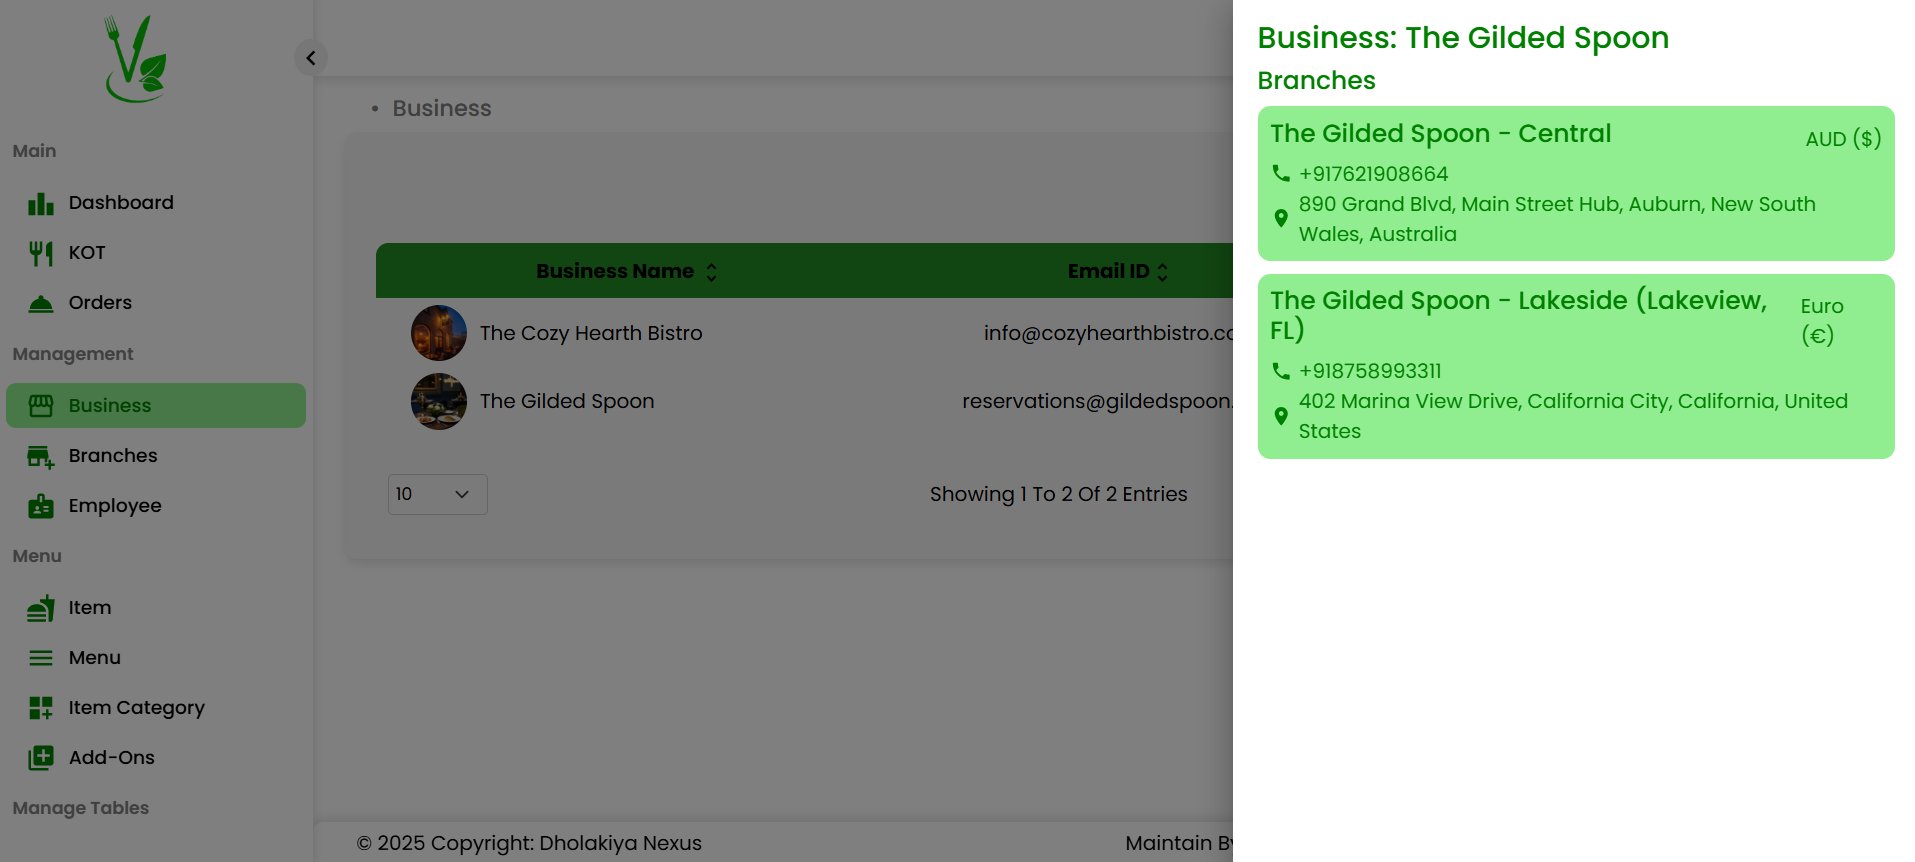 Main
Dashboard
KOT
Orders
Management
Business
Branches
Employee
Menu
Item
Menu
Item Category
Add-Ons
Manage Tables
• Business
Business Name
Email ID
The Cozy Hearth Bistro
info@cozyhearthbistro.co
The Gilded Spoon
reservations@gildedspoon.
10
Showing 1 To 2 Of 2 Entries
© 2025 Copyright: Dholakiya Nexus
Maintain By
Business: The Gilded Spoon
Branches
The Gilded Spoon - Central
AUD ($)
+917621908664
890 Grand Blvd, Main Street Hub, Auburn, New South
Wales, Australia
The Gilded Spoon - Lakeside (Lakeview,
FL)
Euro
(€)
+918758993311
402 Marina View Drive, California City, California, United
States